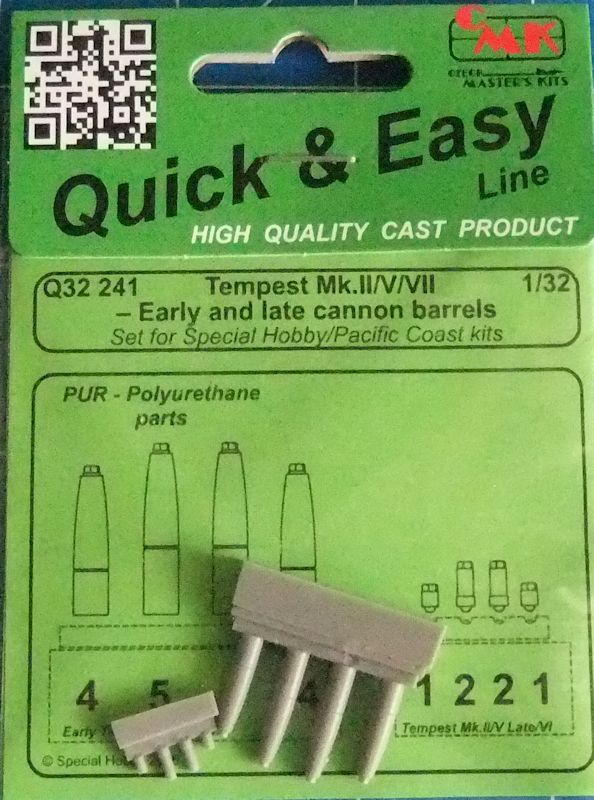 CMK
CZECH
MASTER'S KITS
Quick & Easy
Line
HIGH QUALITY CAST PRODUCT
Q32 241 Tempest Mk.II/V/VII 1/32
– Early and late cannon barrels
Set for Special Hobby/Pacific Coast kits
PUR - Polyurethane
parts
4 5 4 1 2 2 1
Early Tempest Mk.II/V Late/VI
© Special